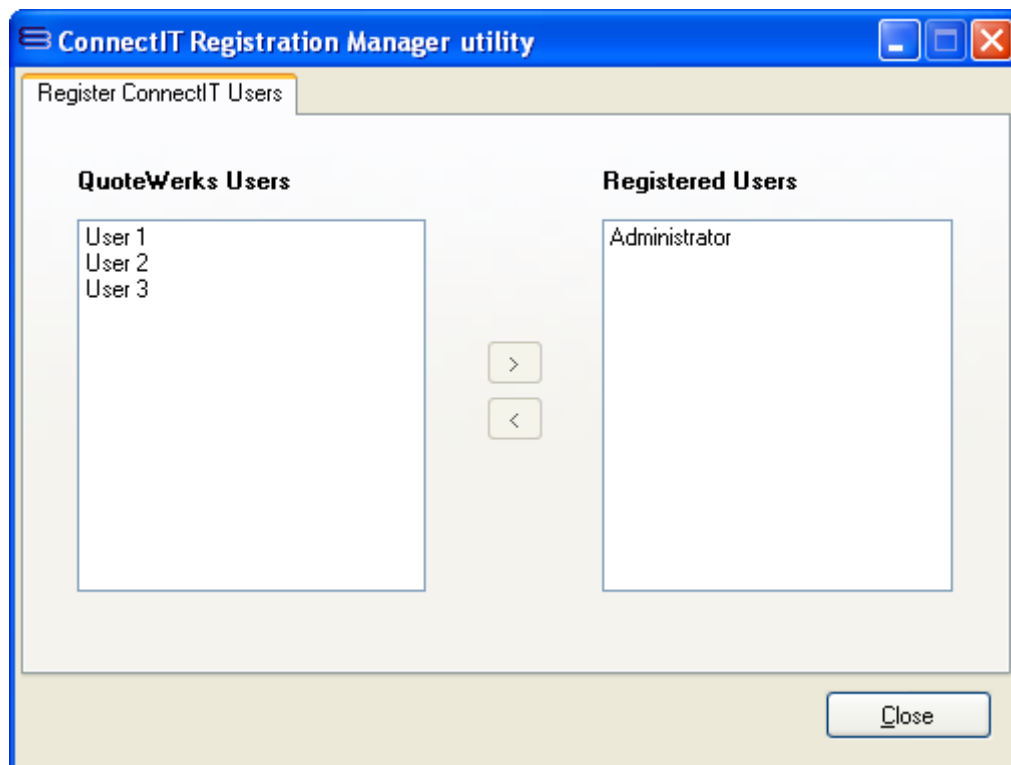 ConnectIT Registration Manager utility
Register ConnectIT Users
QuoteWerks Users
Registered Users
User 1
User 2
User 3
Administrator
>
<
Close